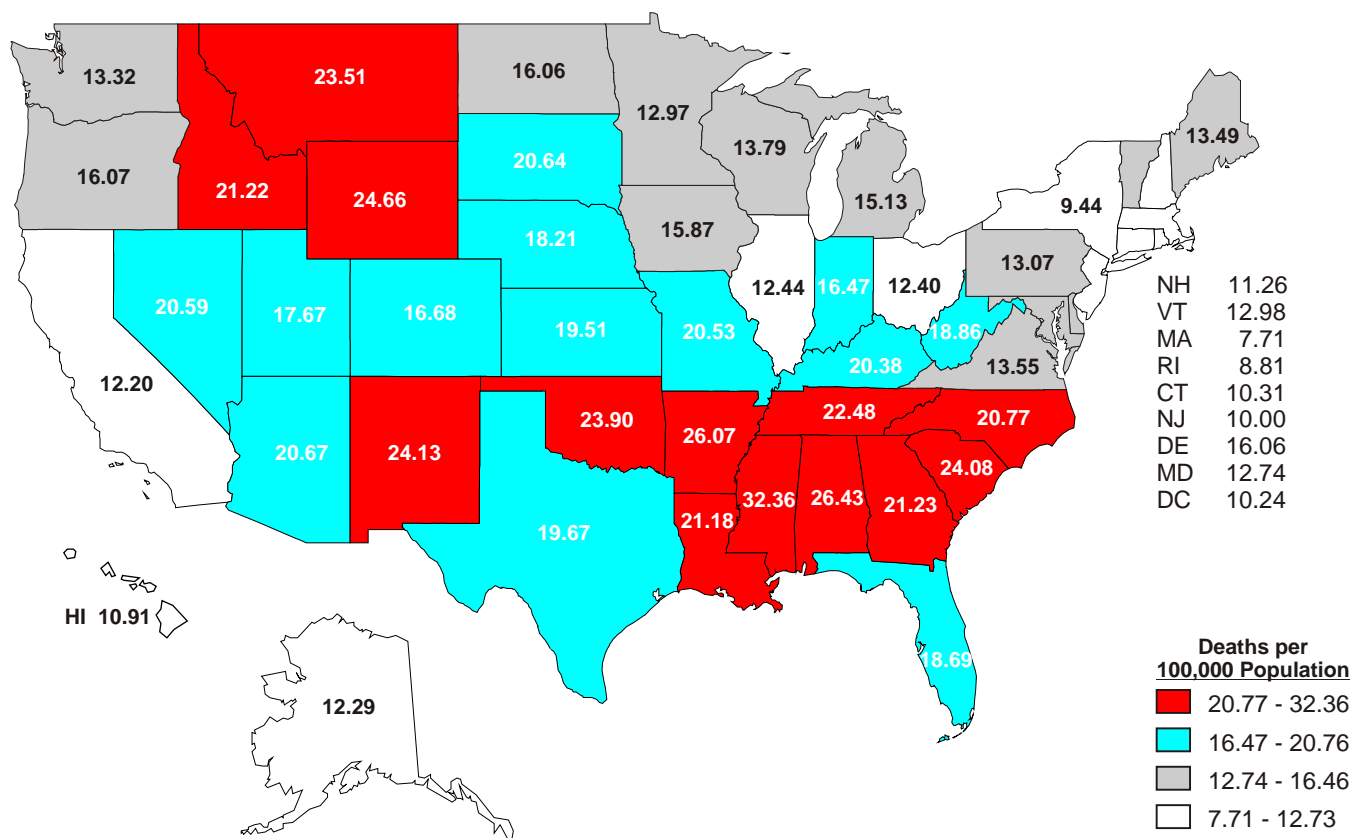 13.32
23.51
16.06
12.97
13.79
15.13
13.49
16.07
21.22
24.66
20.64
9.44
18.21
15.87
13.07
20.59
17.67
16.68
19.51
20.53
12.44
16.47
12.40
18.86
20.38
13.55
12.20
20.67
24.13
23.90
26.07
22.48
20.77
24.08
19.67
21.18
32.36
26.43
21.23
18.69
NH 11.26
VT 12.98
MA 7.71
RI 8.81
CT 10.31
NJ 10.00
DE 16.06
MD 12.74
DC 10.24
HI 10.91
12.29
Deaths per
100,000 Population
20.77 - 32.36
16.47 - 20.76
12.74 - 16.46
7.71 - 12.73